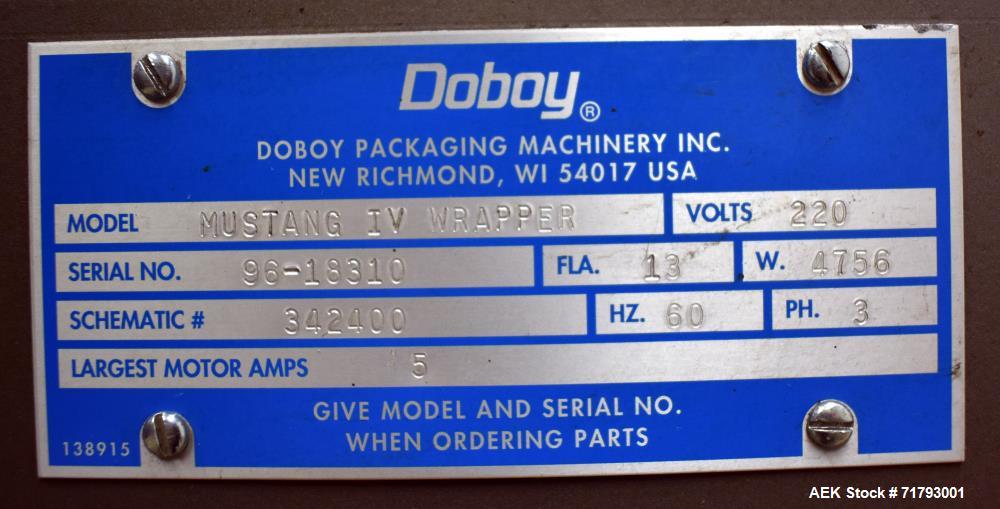 Doboy®
DOBOY PACKAGING MACHINERY INC.
NEW RICHMOND, WI 54017 USA
MODEL MUSTANG IV WRAPPER VOLTS 220
SERIAL NO. 96-18310 FLA. 13 W. 4756
SCHEMATIC # 342400 HZ. 60 PH. 3
LARGEST MOTOR AMPS 5
GIVE MODEL AND SERIAL NO.
WHEN ORDERING PARTS
138915
AEK Stock # 71793001